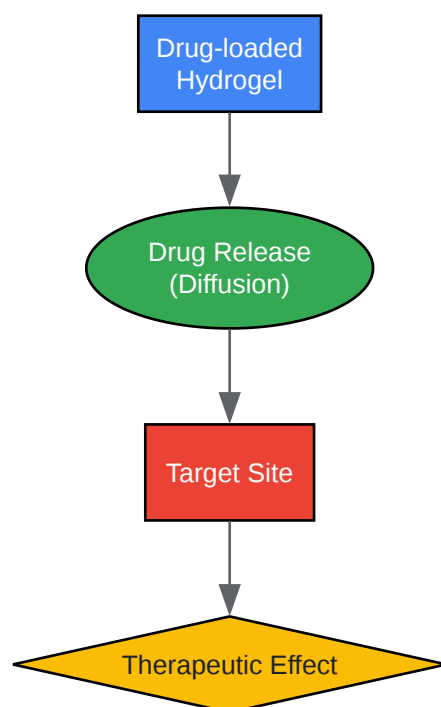 Drug-loaded
Hydrogel
Drug Release
(Diffusion)
Target Site
Therapeutic Effect